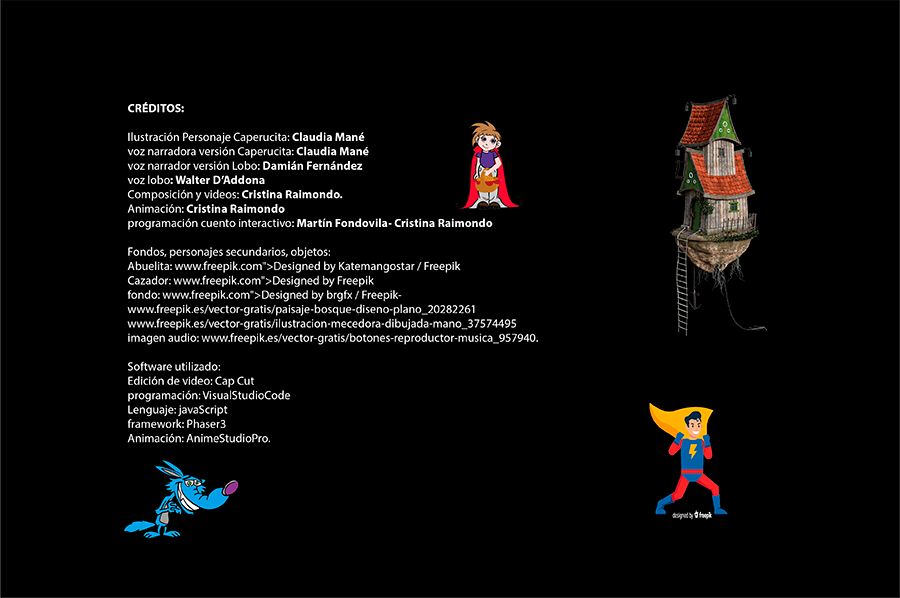 CRÉDITOS:
Ilustración Personaje Caperucita: Claudia Mané
voz narradora versión Caperucita: Claudia Mané
voz narrador versión Lobo: Damián Fernández
voz lobo: Walter D'Addona
Composición y videos: Cristina Raimondo.
Animación: Cristina Raimondo
programación cuento interactivo: Martín Fondovila- Cristina Raimondo
Fondos, personajes secundarios, objetos:
Abuelita: www.freepik.com">Designed by Katemangostar / Freepik
Cazador: www.freepik.com">Designed by Freepik
fondo: www.freepik.com">Designed by brgfx / Freepik-
www.freepik.es/vector-gratis/paisaje-bosque-diseno-plano_20282261
www.freepik.es/vector-gratis/ilustracion-mecedora-dibujada-mano_37574495
imagen audio: www.freepik.es/vector-gratis/botones-reproductor-musica_957940.
Software utilizado:
Edición de video: Cap Cut
programación: VisualStudioCode
Lenguaje: javaScript
framework: Phaser3
Animación: AnimeStudioPro.
designed by freepik